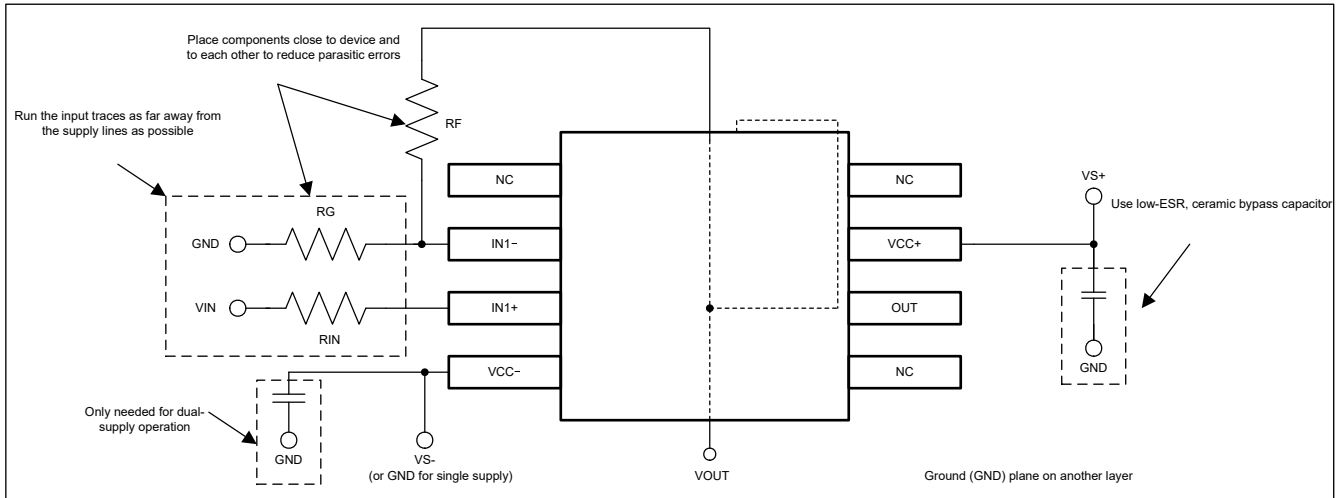 Place components close to device and
to each other to reduce parasitic errors
Run the input traces as far away from
the supply lines as possible
RF
NC
NC
VS+
Use low-ESR, ceramic bypass capacitor
RG
GND
IN1−
VCC+
VIN
IN1+
OUT
RIN
GND
VCC−
NC
Only needed for dual-
supply operation
GND
VS-
(or GND for single supply)
VOUT
Ground (GND) plane on another layer